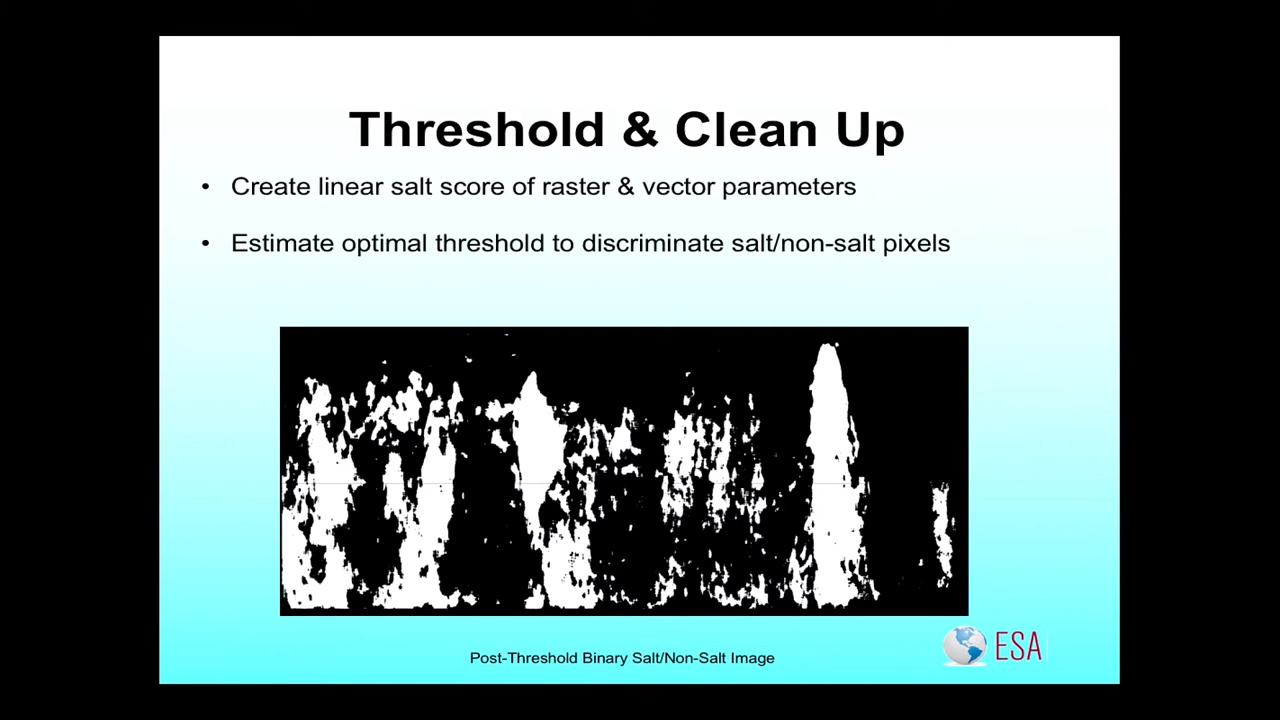 Threshold & Clean Up
• Create linear salt score of raster & vector parameters
• Estimate optimal threshold to discriminate salt/non-salt pixels
Post-Threshold Binary Salt/Non-Salt Image
ESA